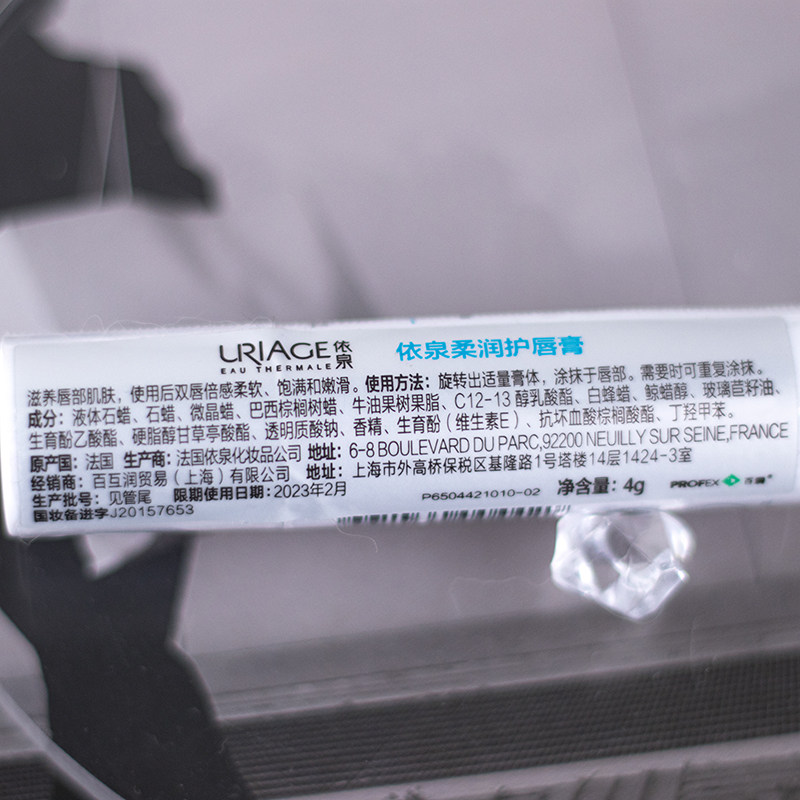 URIAGE 依泉
EAU THERMALE
依泉柔润护唇膏
滋养唇部肌肤，使用后双唇倍感柔软、饱满和嫩滑。使用方法：旋转出适量膏体，涂抹于唇部。需要时可重复涂抹。
成分：液体石蜡、石蜡、微晶蜡、巴西棕榈树蜡、牛油果树果脂、C12-13 醇乳酸酯、白蜂蜡、鲸蜡醇、玻璃苣籽油、
生育酚乙酸酯、硬脂醇甘草亭酸酯、透明质酸钠、香精、生育酚（维生素E）、抗坏血酸棕榈酸酯、丁羟甲苯。
原产国：法国 生产商：法国依泉化妆品公司 地址：6-8 BOULEVARD DU PARC,92200 NEUILLY SUR SEINE,FRANCE
经销商：百互润贸易（上海）有限公司 地址：上海市外高桥保税区基隆路1号塔楼14层1424-3室
生产批号：见管尾 限期使用日期：2023年2月 P6504421010-02 净含量：4g PROFEX
国妆备进字J20157653